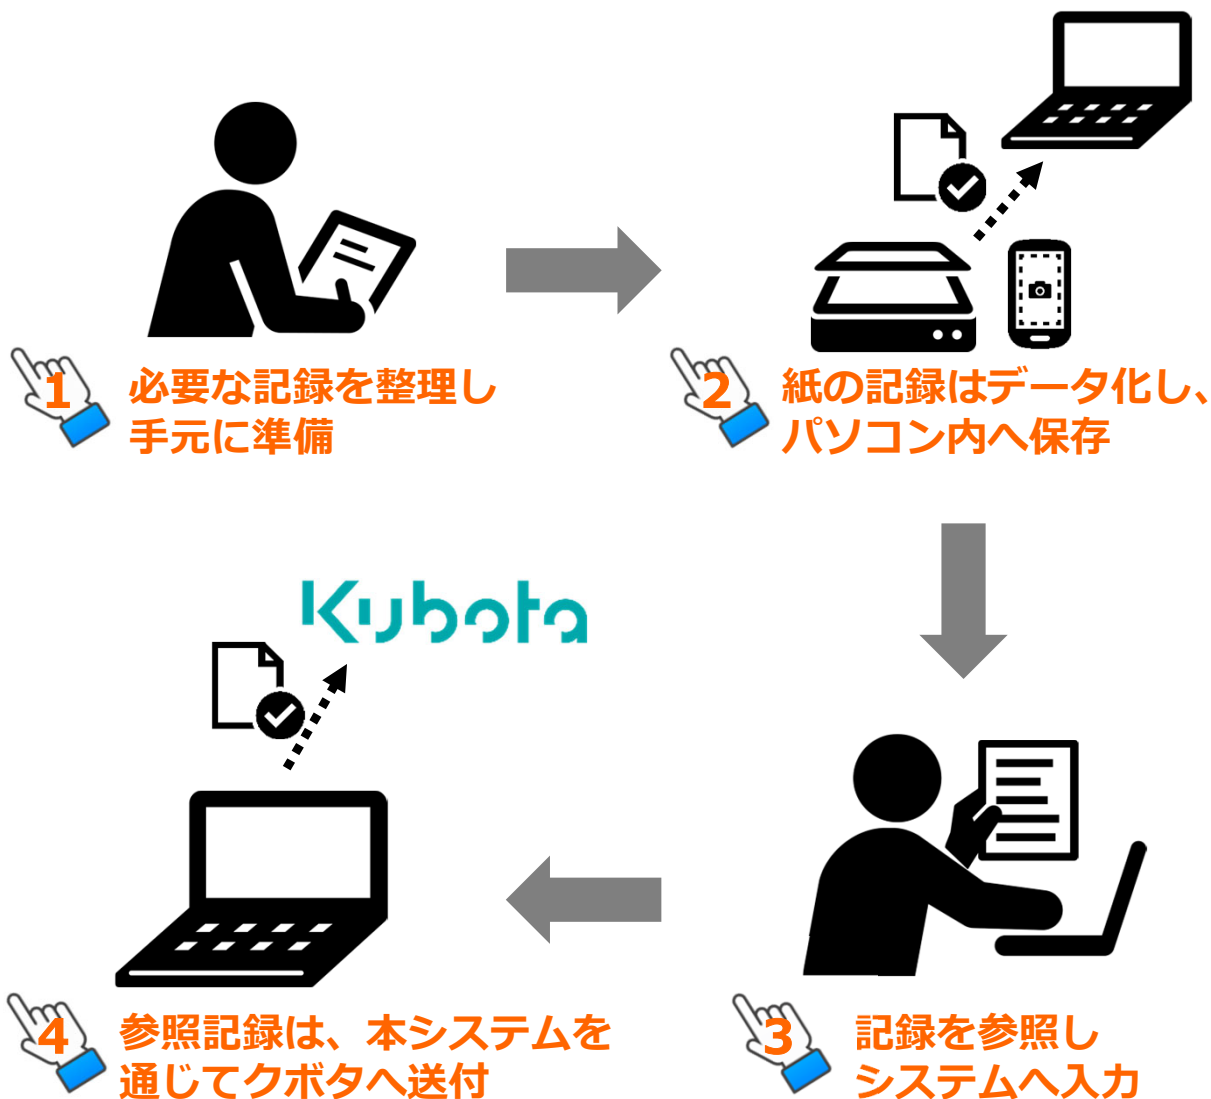 1
必要な記録を整理し
手元に準備
2
紙の記録はデータ化し、
パソコン内へ保存
3
記録を参照し
システムへ入力
Kubota
4
参照記録は、本システムを
通じてクボタへ送付